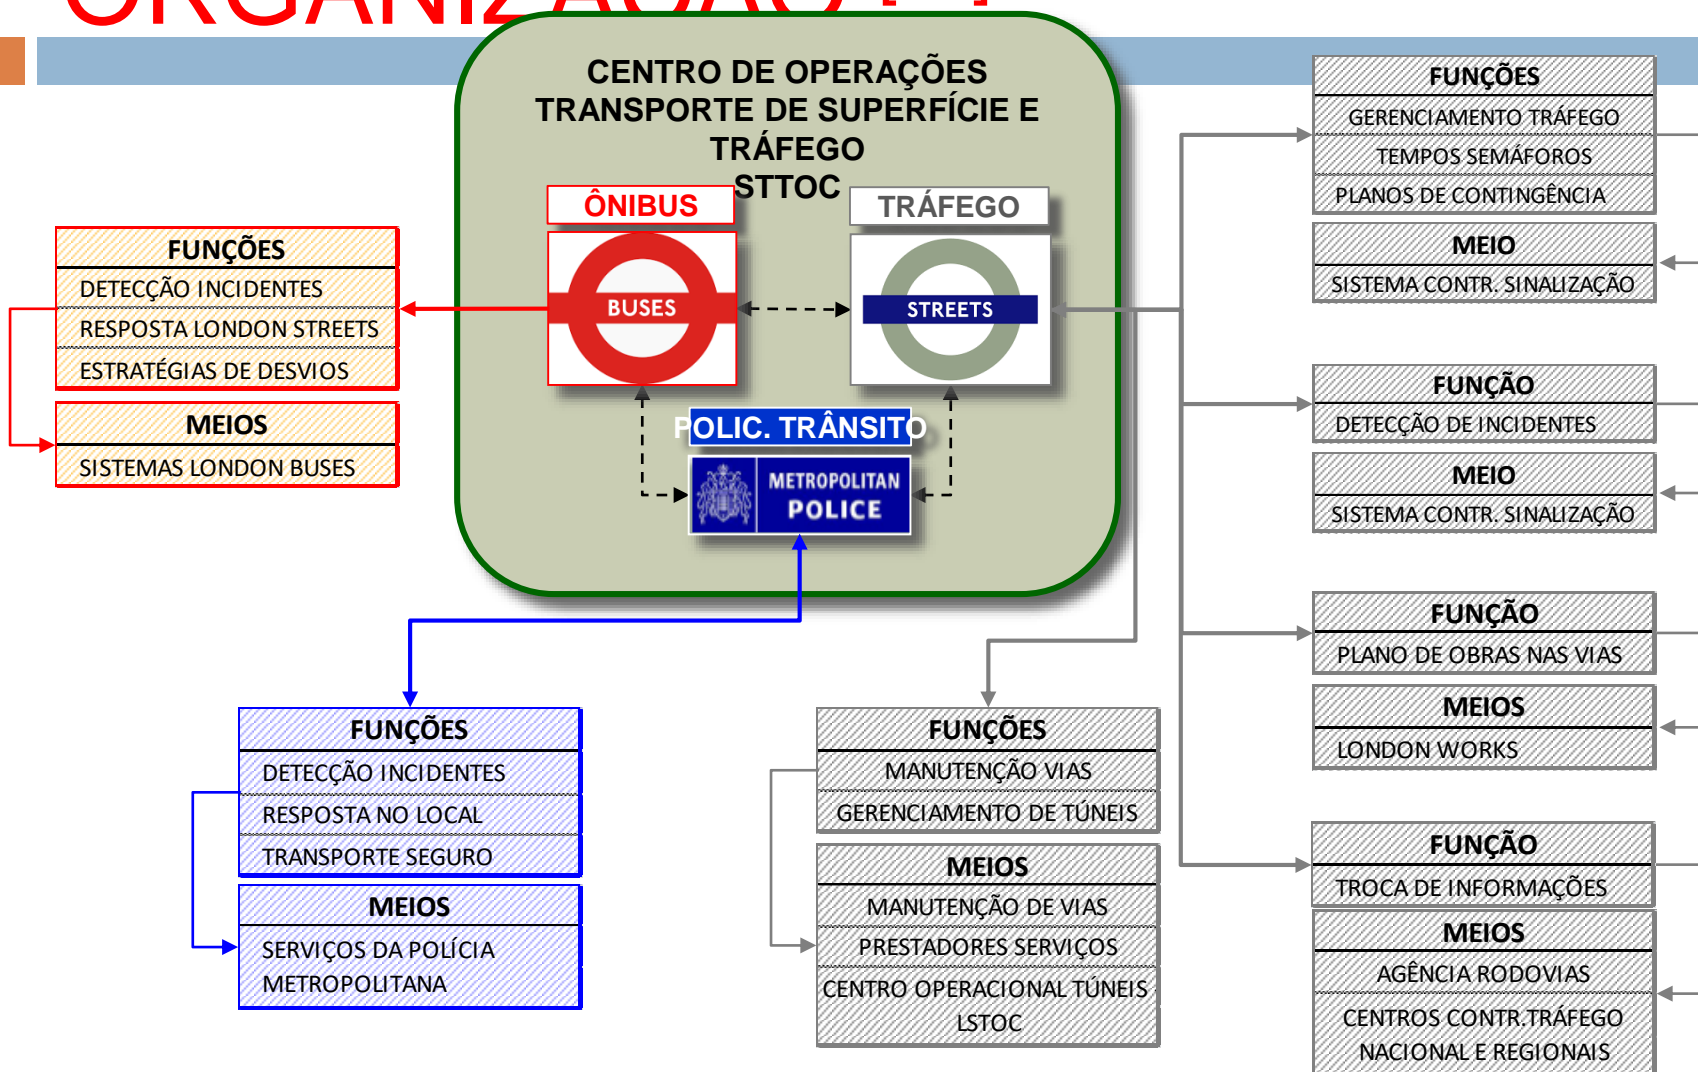 CENTRO DE OPERAÇÕES
TRANSPORTE DE SUPERFÍCIE E
TRÁFEGO
STTOC
ÔNIBUS
TRÁFEGO
BUSES
STREETS
POLIC. TRÂNSITO
METROPOLITAN
POLICE
FUNÇÕES
DETECÇÃO INCIDENTES
RESPOSTA LONDON STREETS
ESTRATÉGIAS DE DESVIOS
MEIOS
SISTEMAS LONDON BUSES
FUNÇÕES
DETECÇÃO INCIDENTES
RESPOSTA NO LOCAL
TRANSPORTE SEGURO
MEIOS
SERVIÇOS DA POLÍCIA
METROPOLITANA
FUNÇÕES
MANUTENÇÃO VIAS
GERENCIAMENTO DE TÚNEIS
MEIOS
MANUTENÇÃO DE VIAS
PRESTADORES SERVIÇOS
CENTRO OPERACIONAL TÚNEIS
LSTOC
FUNÇÕES
GERENCIAMENTO TRÁFEGO
TEMPOS SEMÁFOROS
PLANOS DE CONTINGÊNCIA
MEIO
SISTEMA CONTR. SINALIZAÇÃO
FUNÇÃO
DETECÇÃO DE INCIDENTES
MEIO
SISTEMA CONTR. SINALIZAÇÃO
FUNÇÃO
PLANO DE OBRAS NAS VIAS
MEIOS
LONDON WORKS
FUNÇÃO
TROCA DE INFORMAÇÕES
MEIOS
AGÊNCIA RODOVIAS
CENTROS CONTR.TRÁFEGO
NACIONAL E REGIONAIS